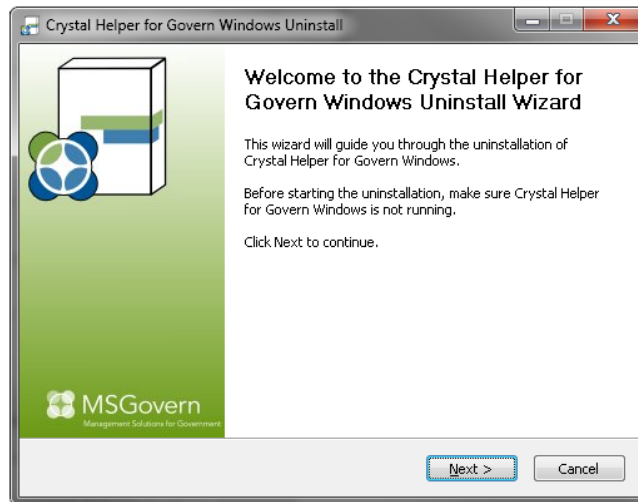 Crystal Helper for Govern Windows Uninstall
Welcome to the Crystal Helper for
Govern Windows Uninstall Wizard
This wizard will guide you through the uninstallation of
Crystal Helper for Govern Windows.
Before starting the uninstallation, make sure Crystal Helper
for Govern Windows is not running.
Click Next to continue.
MSGovern
Management Solutions for Government
Next >
Cancel